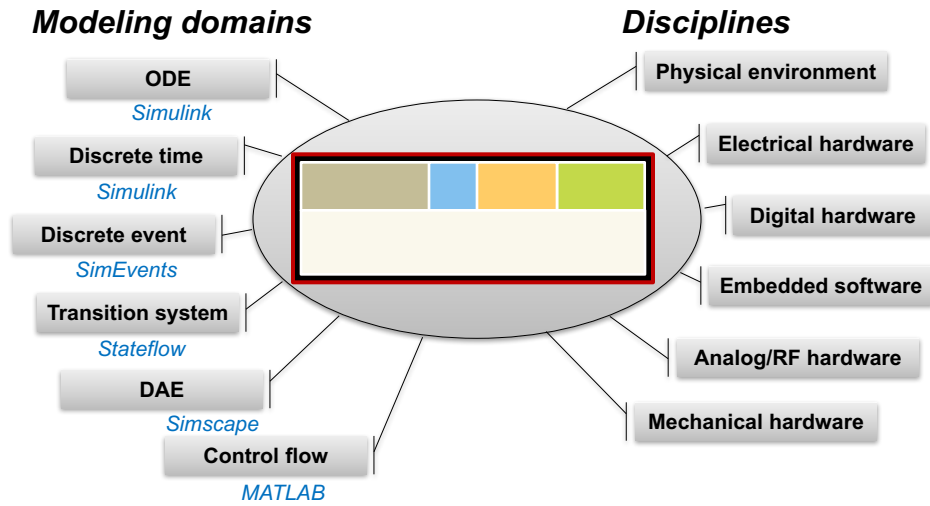 Modeling domains
Disciplines
ODE
Simulink
Discrete time
Simulink
Discrete event
SimEvents
Transition system
Stateflow
DAE
Simscape
Control flow
MATLAB
Physical environment
Electrical hardware
Digital hardware
Embedded software
Analog/RF hardware
Mechanical hardware